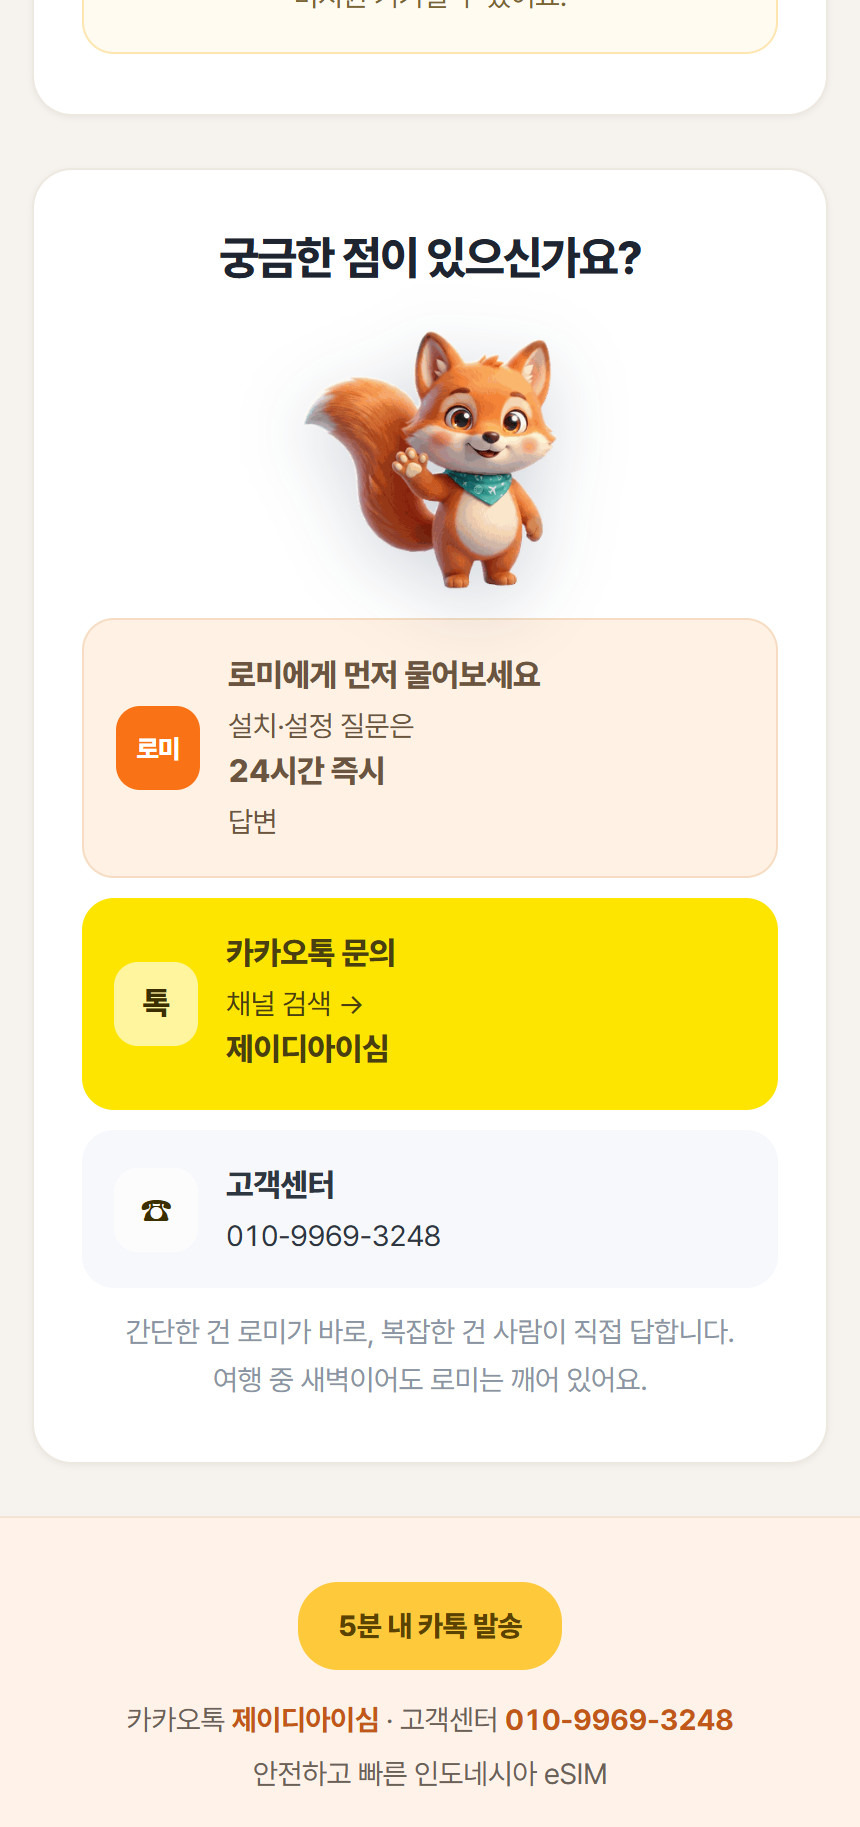 궁금한 점이 있으신가요?
로미
로미에게 먼저 물어보세요
설치·설정 질문은
24시간 즉시
답변
톡
카카오톡 문의
채널 검색 →
제이디아이심
☎
고객센터
010-9969-3248
간단한 건 로미가 바로, 복잡한 건 사람이 직접 답합니다.
여행 중 새벽이어도 로미는 깨어 있어요.
5분 내 카톡 발송
카카오톡 제이디아이심 · 고객센터 010-9969-3248
안전하고 빠른 인도네시아 eSIM